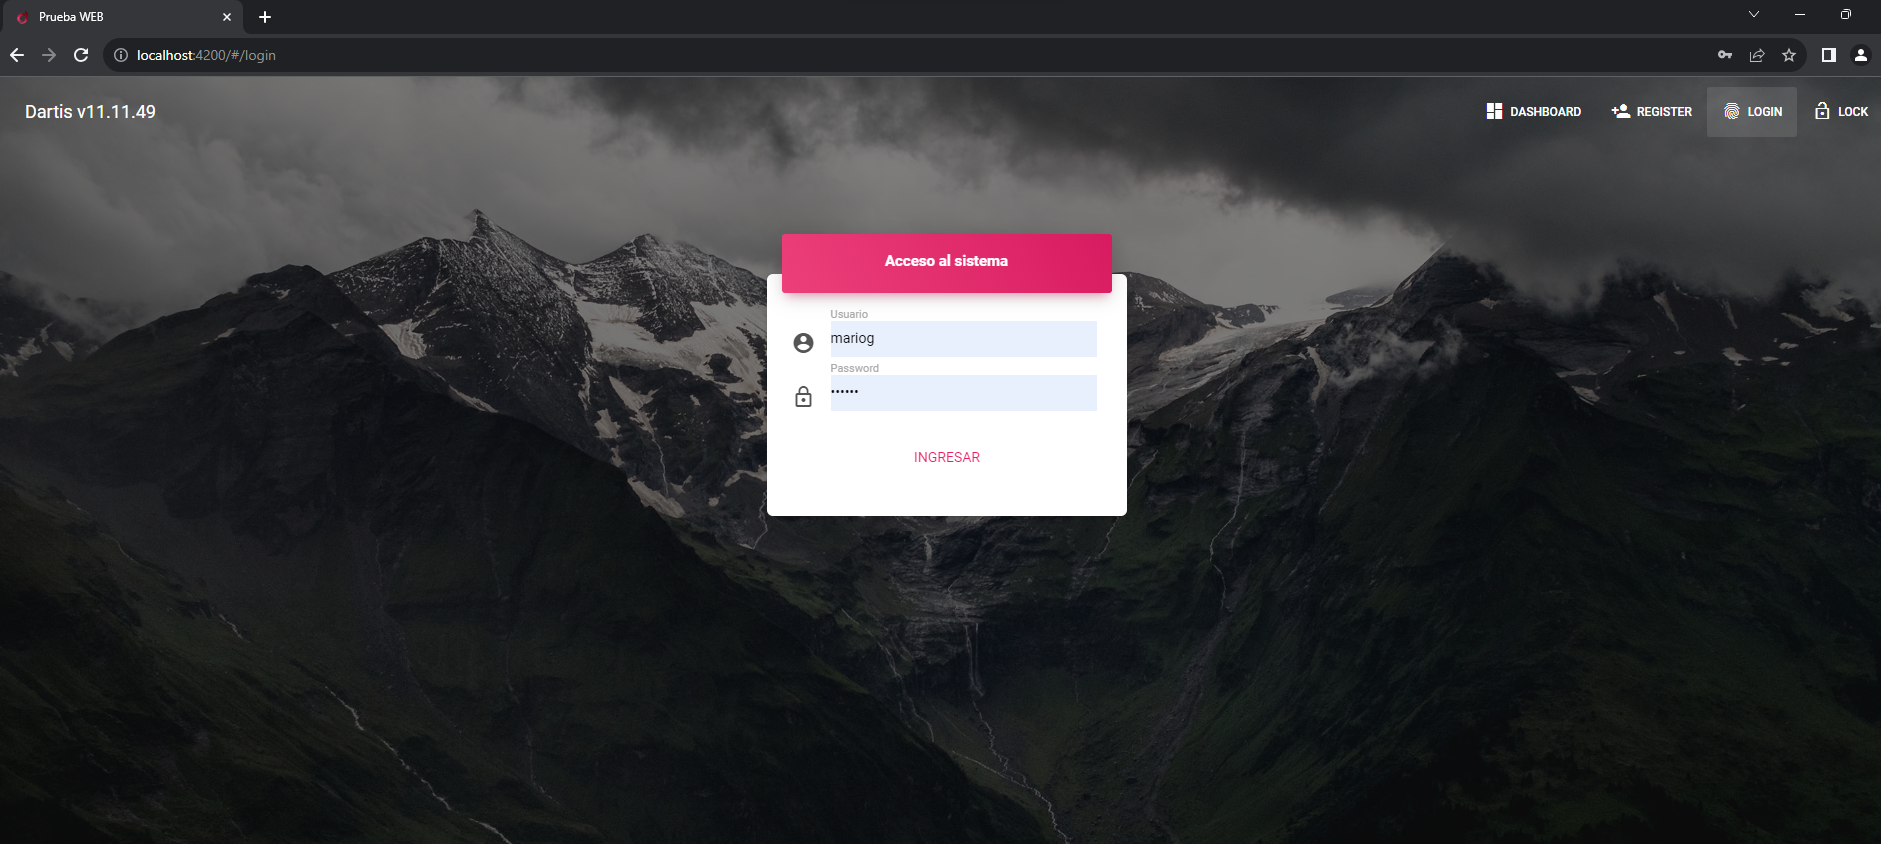 Prueba WEB
localhost:4200/#/login
Dartis v11.11.49
DASHBOARD
REGISTER
LOGIN
LOCK
Acceso al sistema
Usuario
mariog
Password
••••••
INGRESAR